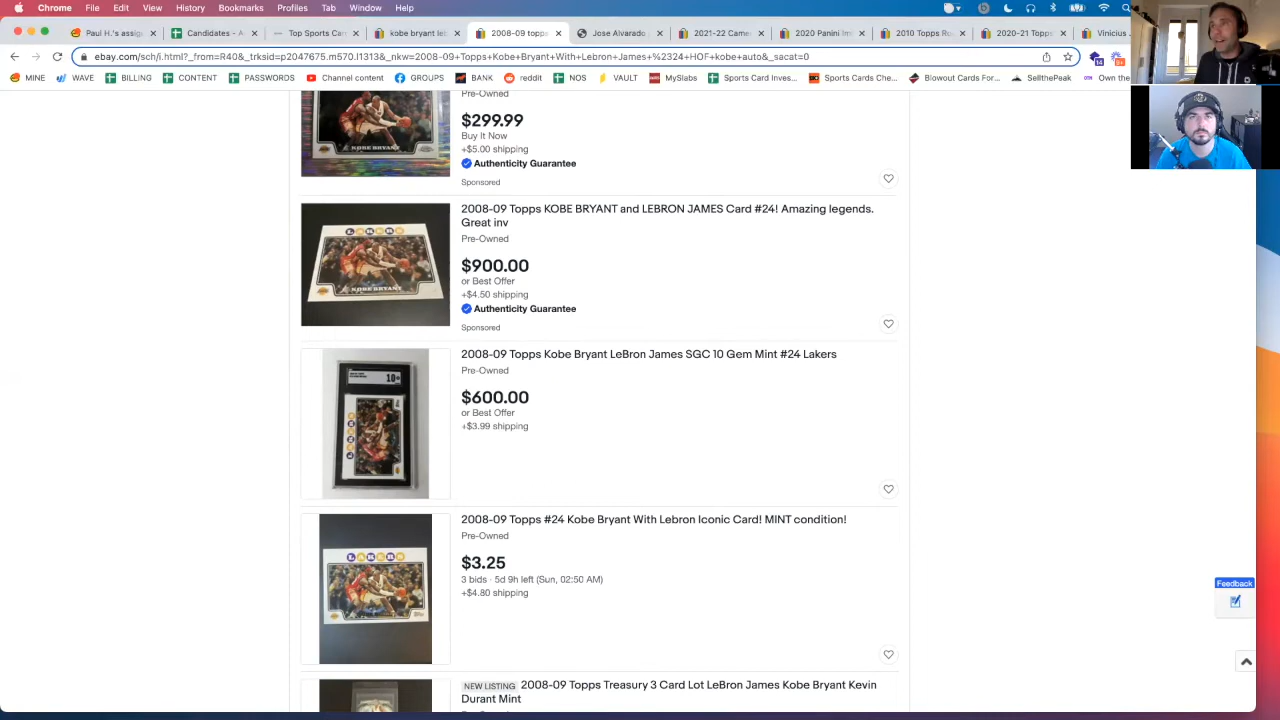 Chrome File Edit View History Bookmarks Profiles Tab Window Help
Paul H.'s assig
Candidates - A
Top Sports Car
kobe bryant leb
2008-09 topps
Jose Alvarado
2021-22 Came
2020 Panini Im
2010 Topps Ro
2020-21 Topps
Vinicius
ebay.com/sch/i.html?_from=R40&_trksid=p2047675.m570.l1313&_nkw=2008-09+Topps+Kobe+Bryant+With+Lebron+James+%2324+HOF+kobe+auto&_sacat=0
MINE WAVE BILLING CONTENT PASSWORDS Channel content GROUPS BANK reddit NOS VAULT MySlabs Sports Card Inves... Sports Cards Che... Blowout Cards For... SellthePeak Own the
KOBE BRYANT
Pre-Owned
$299.99
Buy It Now
+$5.00 shipping
Authenticity Guarantee
Sponsored
LAKERS
KOBE BRYANT
2008-09 Topps KOBE BRYANT and LEBRON JAMES Card #24! Amazing legends.
Great inv
Pre-Owned
$900.00
or Best Offer
+$4.50 shipping
Authenticity Guarantee
Sponsored
10
LAKERS
2008-09 Topps Kobe Bryant LeBron James SGC 10 Gem Mint #24 Lakers
Pre-Owned
$600.00
or Best Offer
+$3.99 shipping
LAKERS
2008-09 Topps #24 Kobe Bryant With Lebron Iconic Card! MINT condition!
Pre-Owned
$3.25
3 bids · 5d 9h left (Sun, 02:50 AM)
+$4.80 shipping
Feedback
NEW LISTING 2008-09 Topps Treasury 3 Card Lot LeBron James Kobe Bryant Kevin
Durant Mint